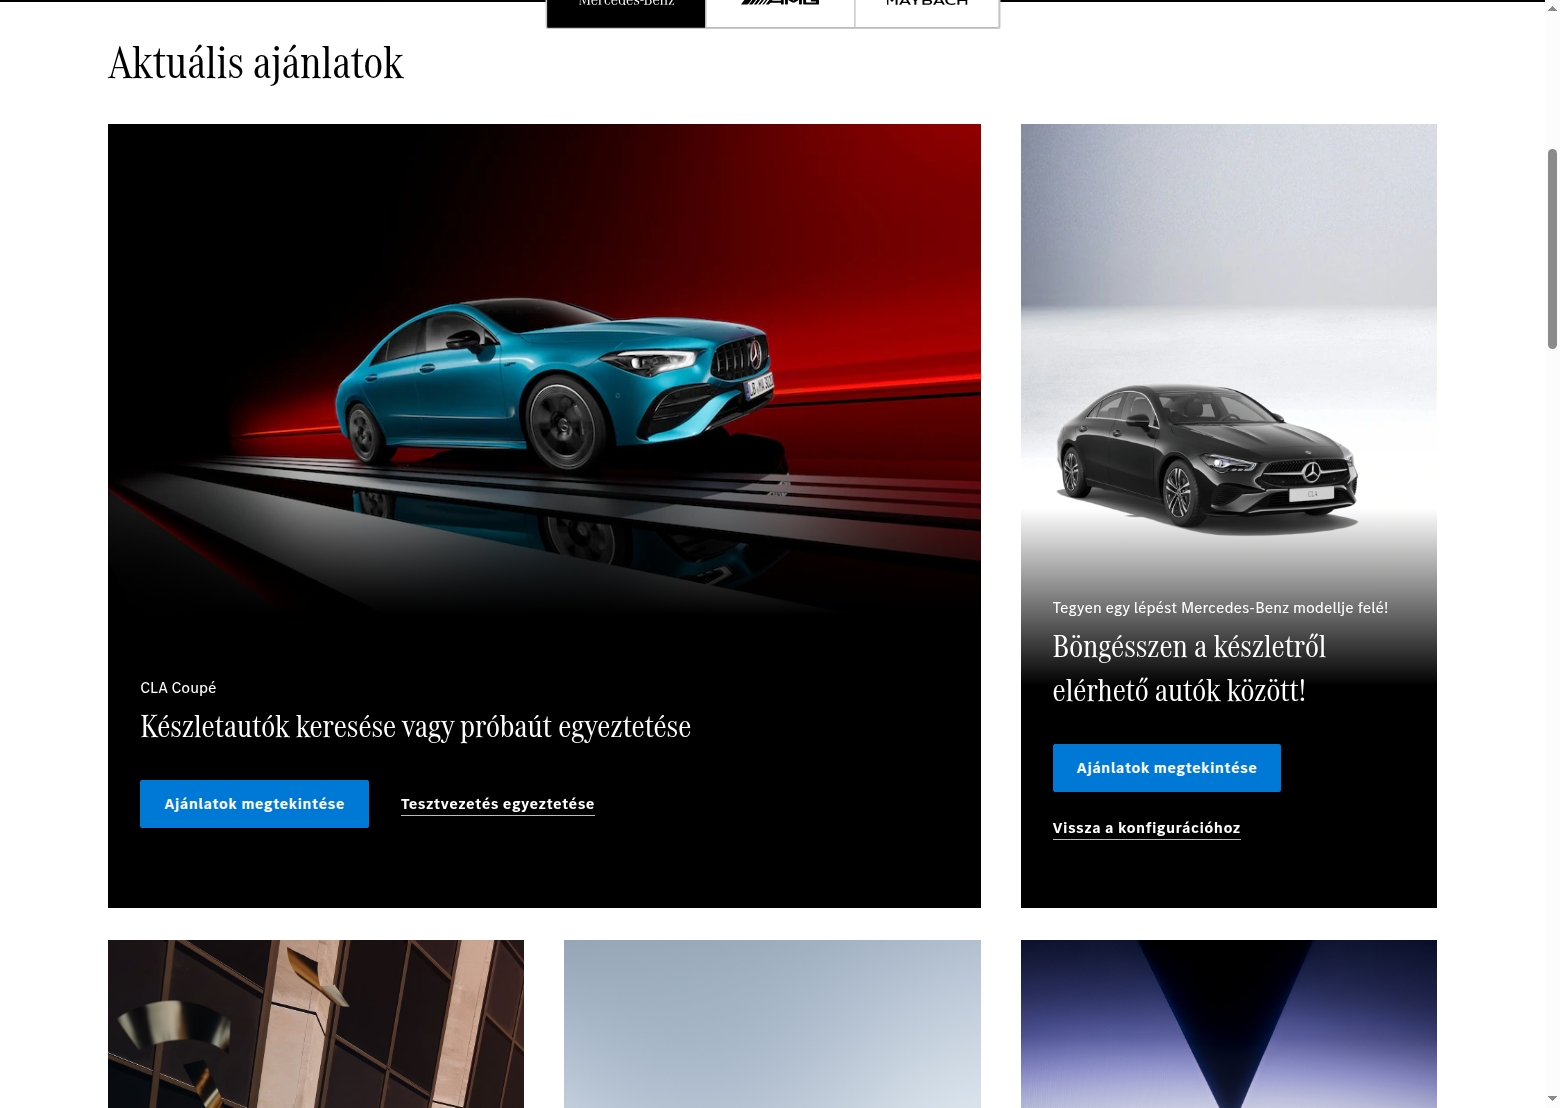 Mercedes-Benz
AMG
MAYBACH
Aktuális ajánlatok
CLA Coupé
Készletautók keresése vagy próbaút egyeztetése
Ajánlatok megtekintése
Tesztvezetés egyeztetése
CLA
Tegyen egy lépést Mercedes-Benz modellje felé!
Böngésszen a készletről
elérhető autók között!
Ajánlatok megtekintése
Vissza a konfigurációhoz